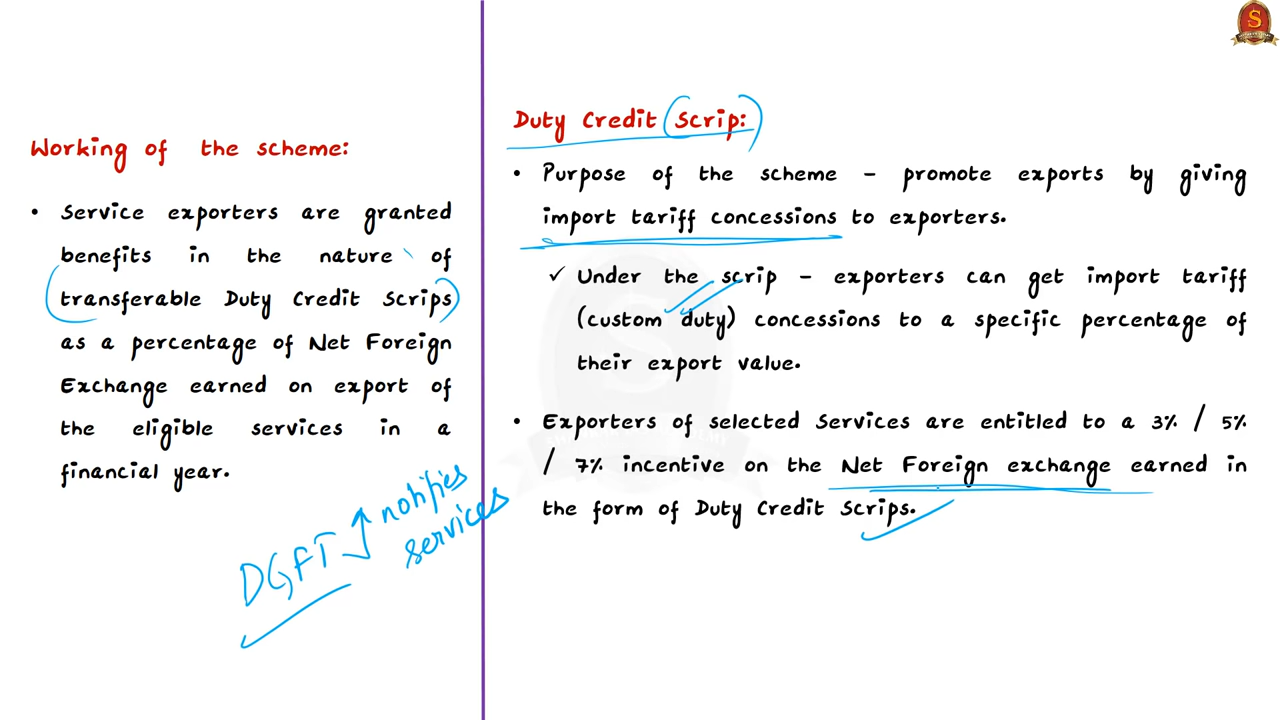 Working of the scheme:
• Service exporters are granted
benefits in the nature of
transferable Duty Credit Scrips
as a percentage of Net Foreign
Exchange earned on export of
the eligible services in a
financial year.
DGFT notifies
services
Duty Credit Scrip:
• Purpose of the scheme – promote exports by giving
import tariff concessions to exporters.
✓ Under the scrip – exporters can get import tariff
(custom duty) concessions to a specific percentage of
their export value.
• Exporters of selected Services are entitled to a 3% / 5%
/ 7% incentive on the Net Foreign exchange earned in
the form of Duty Credit Scrips.